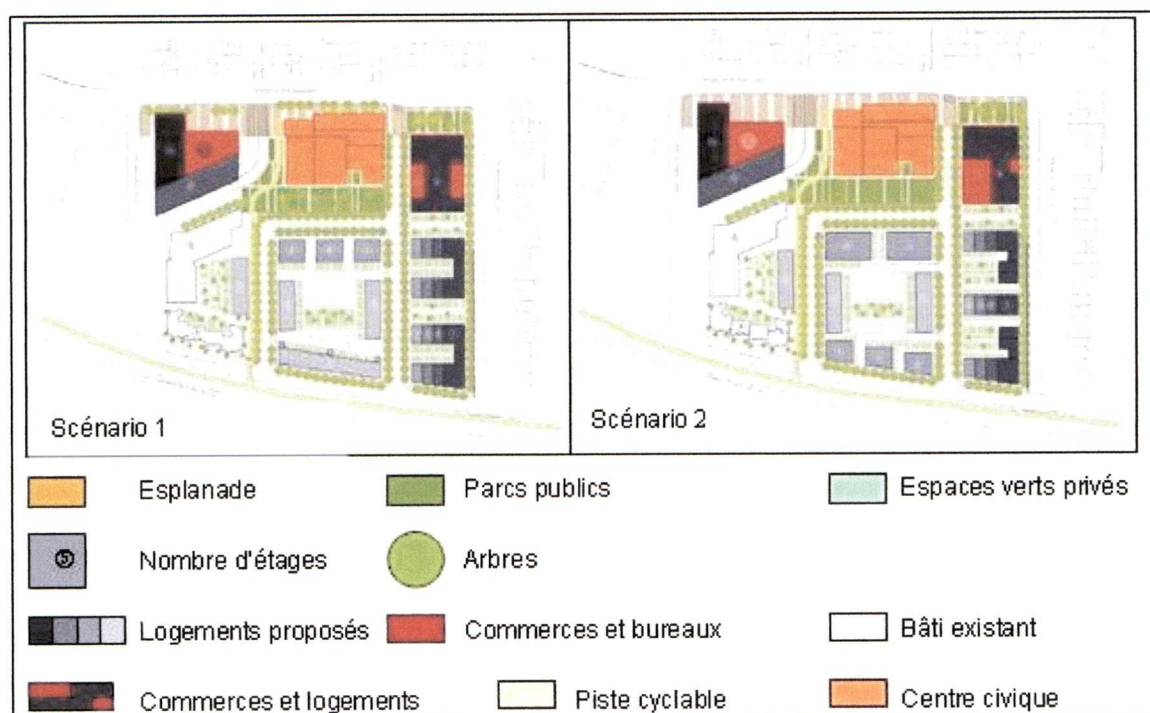 Scénario 1
Scénario 2
Esplanade
Parcs publics
Espaces verts privés
5
Nombre d'étages
Arbres
Logements proposés
Commerces et bureaux
Bâti existant
Commerces et logements
Piste cyclable
Centre civique